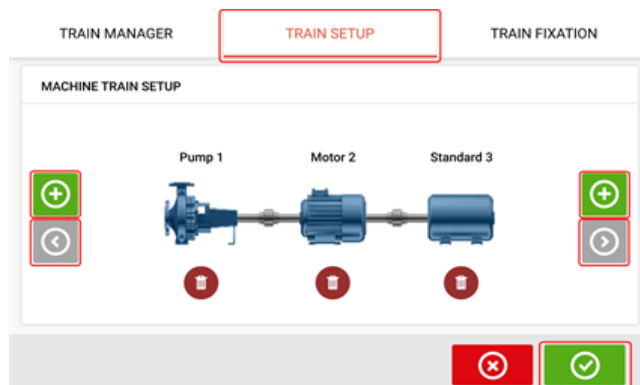 TRAIN MANAGER
TRAIN SETUP
TRAIN FIXATION
MACHINE TRAIN SETUP
Pump 1
Motor 2
Standard 3